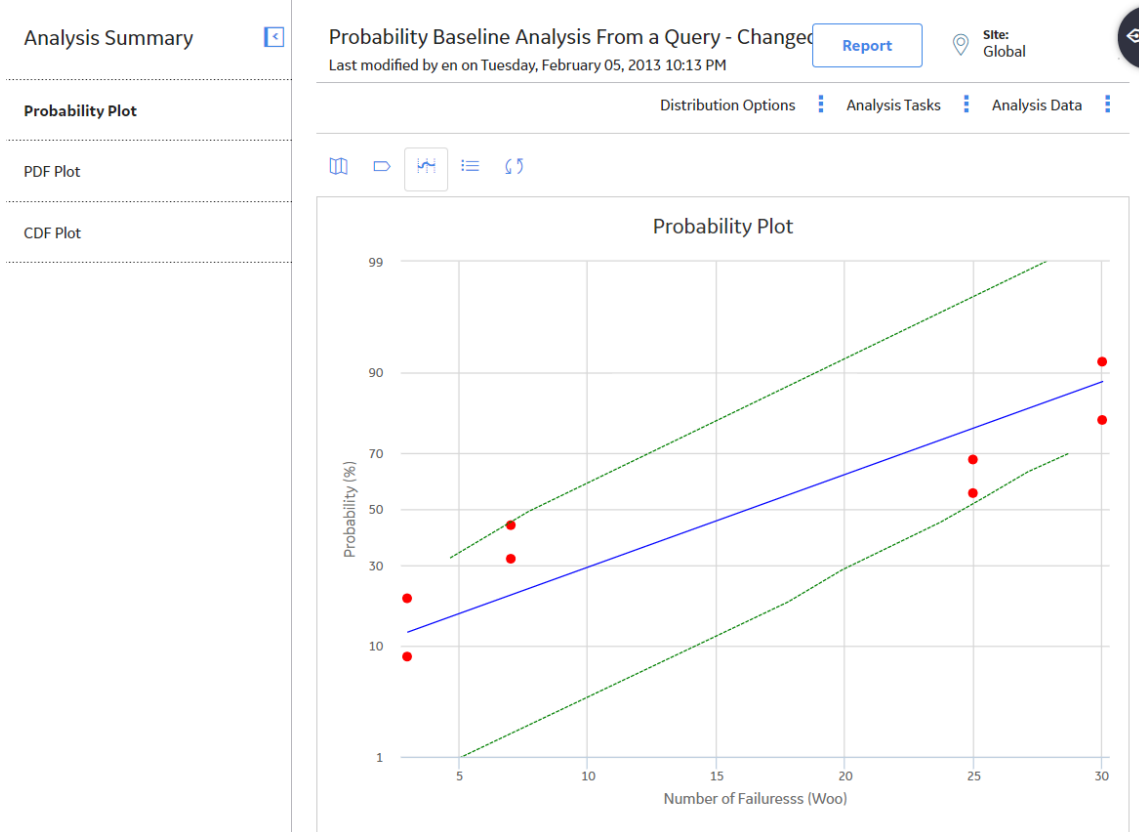 Analysis Summary
Probability Plot
PDF Plot
CDF Plot
Probability Baseline Analysis From a Query - Changed
Last modified by en on Tuesday, February 05, 2013 10:13 PM
Report
Site:
Global
Distribution Options
Analysis Tasks
Analysis Data
Probability Plot
99
90
70
50
30
10
1
Probability (%)
5
10
15
20
25
30
Number of Failuresss (Woo)